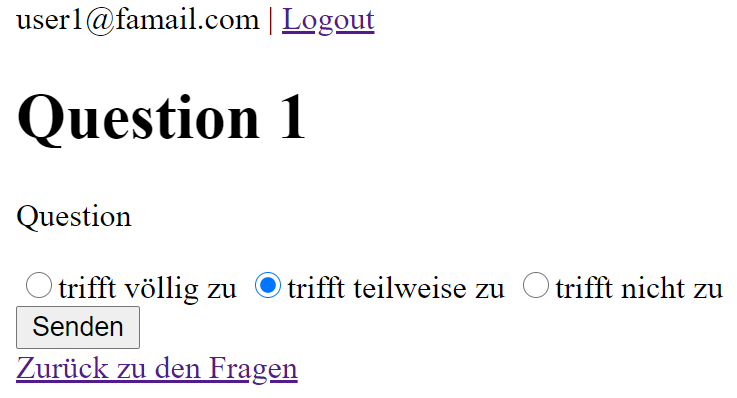 user1@famail.com | Logout
Question 1
Question
trifft völlig zu trifft teilweise zu trifft nicht zu
Senden
Zurück zu den Fragen